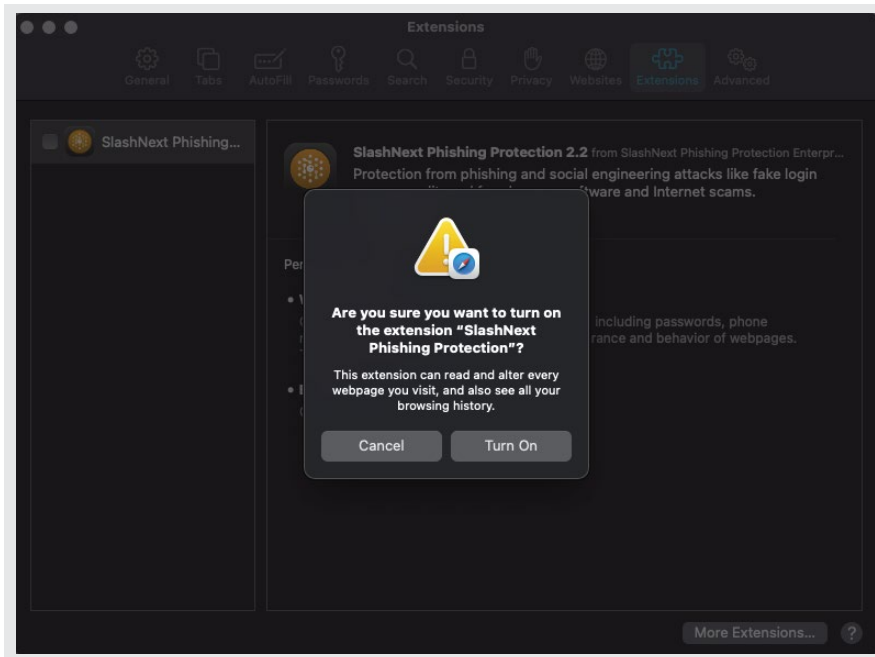 Extensions
General Tabs AutoFill Passwords Search Security Privacy Websites Extensions Advanced
SlashNext Phishing...
SlashNext Phishing Protection 2.2 from SlashNext Phishing Protection Enterpr...
Protection from phishing and social engineering attacks like fake login
and Internet scams.
Are you sure you want to turn on
the extension “SlashNext
Phishing Protection”?
including passwords, phone
and behavior of webpages.
This extension can read and alter every
webpage you visit, and also see all your
browsing history.
Cancel Turn On
More Extensions... ?